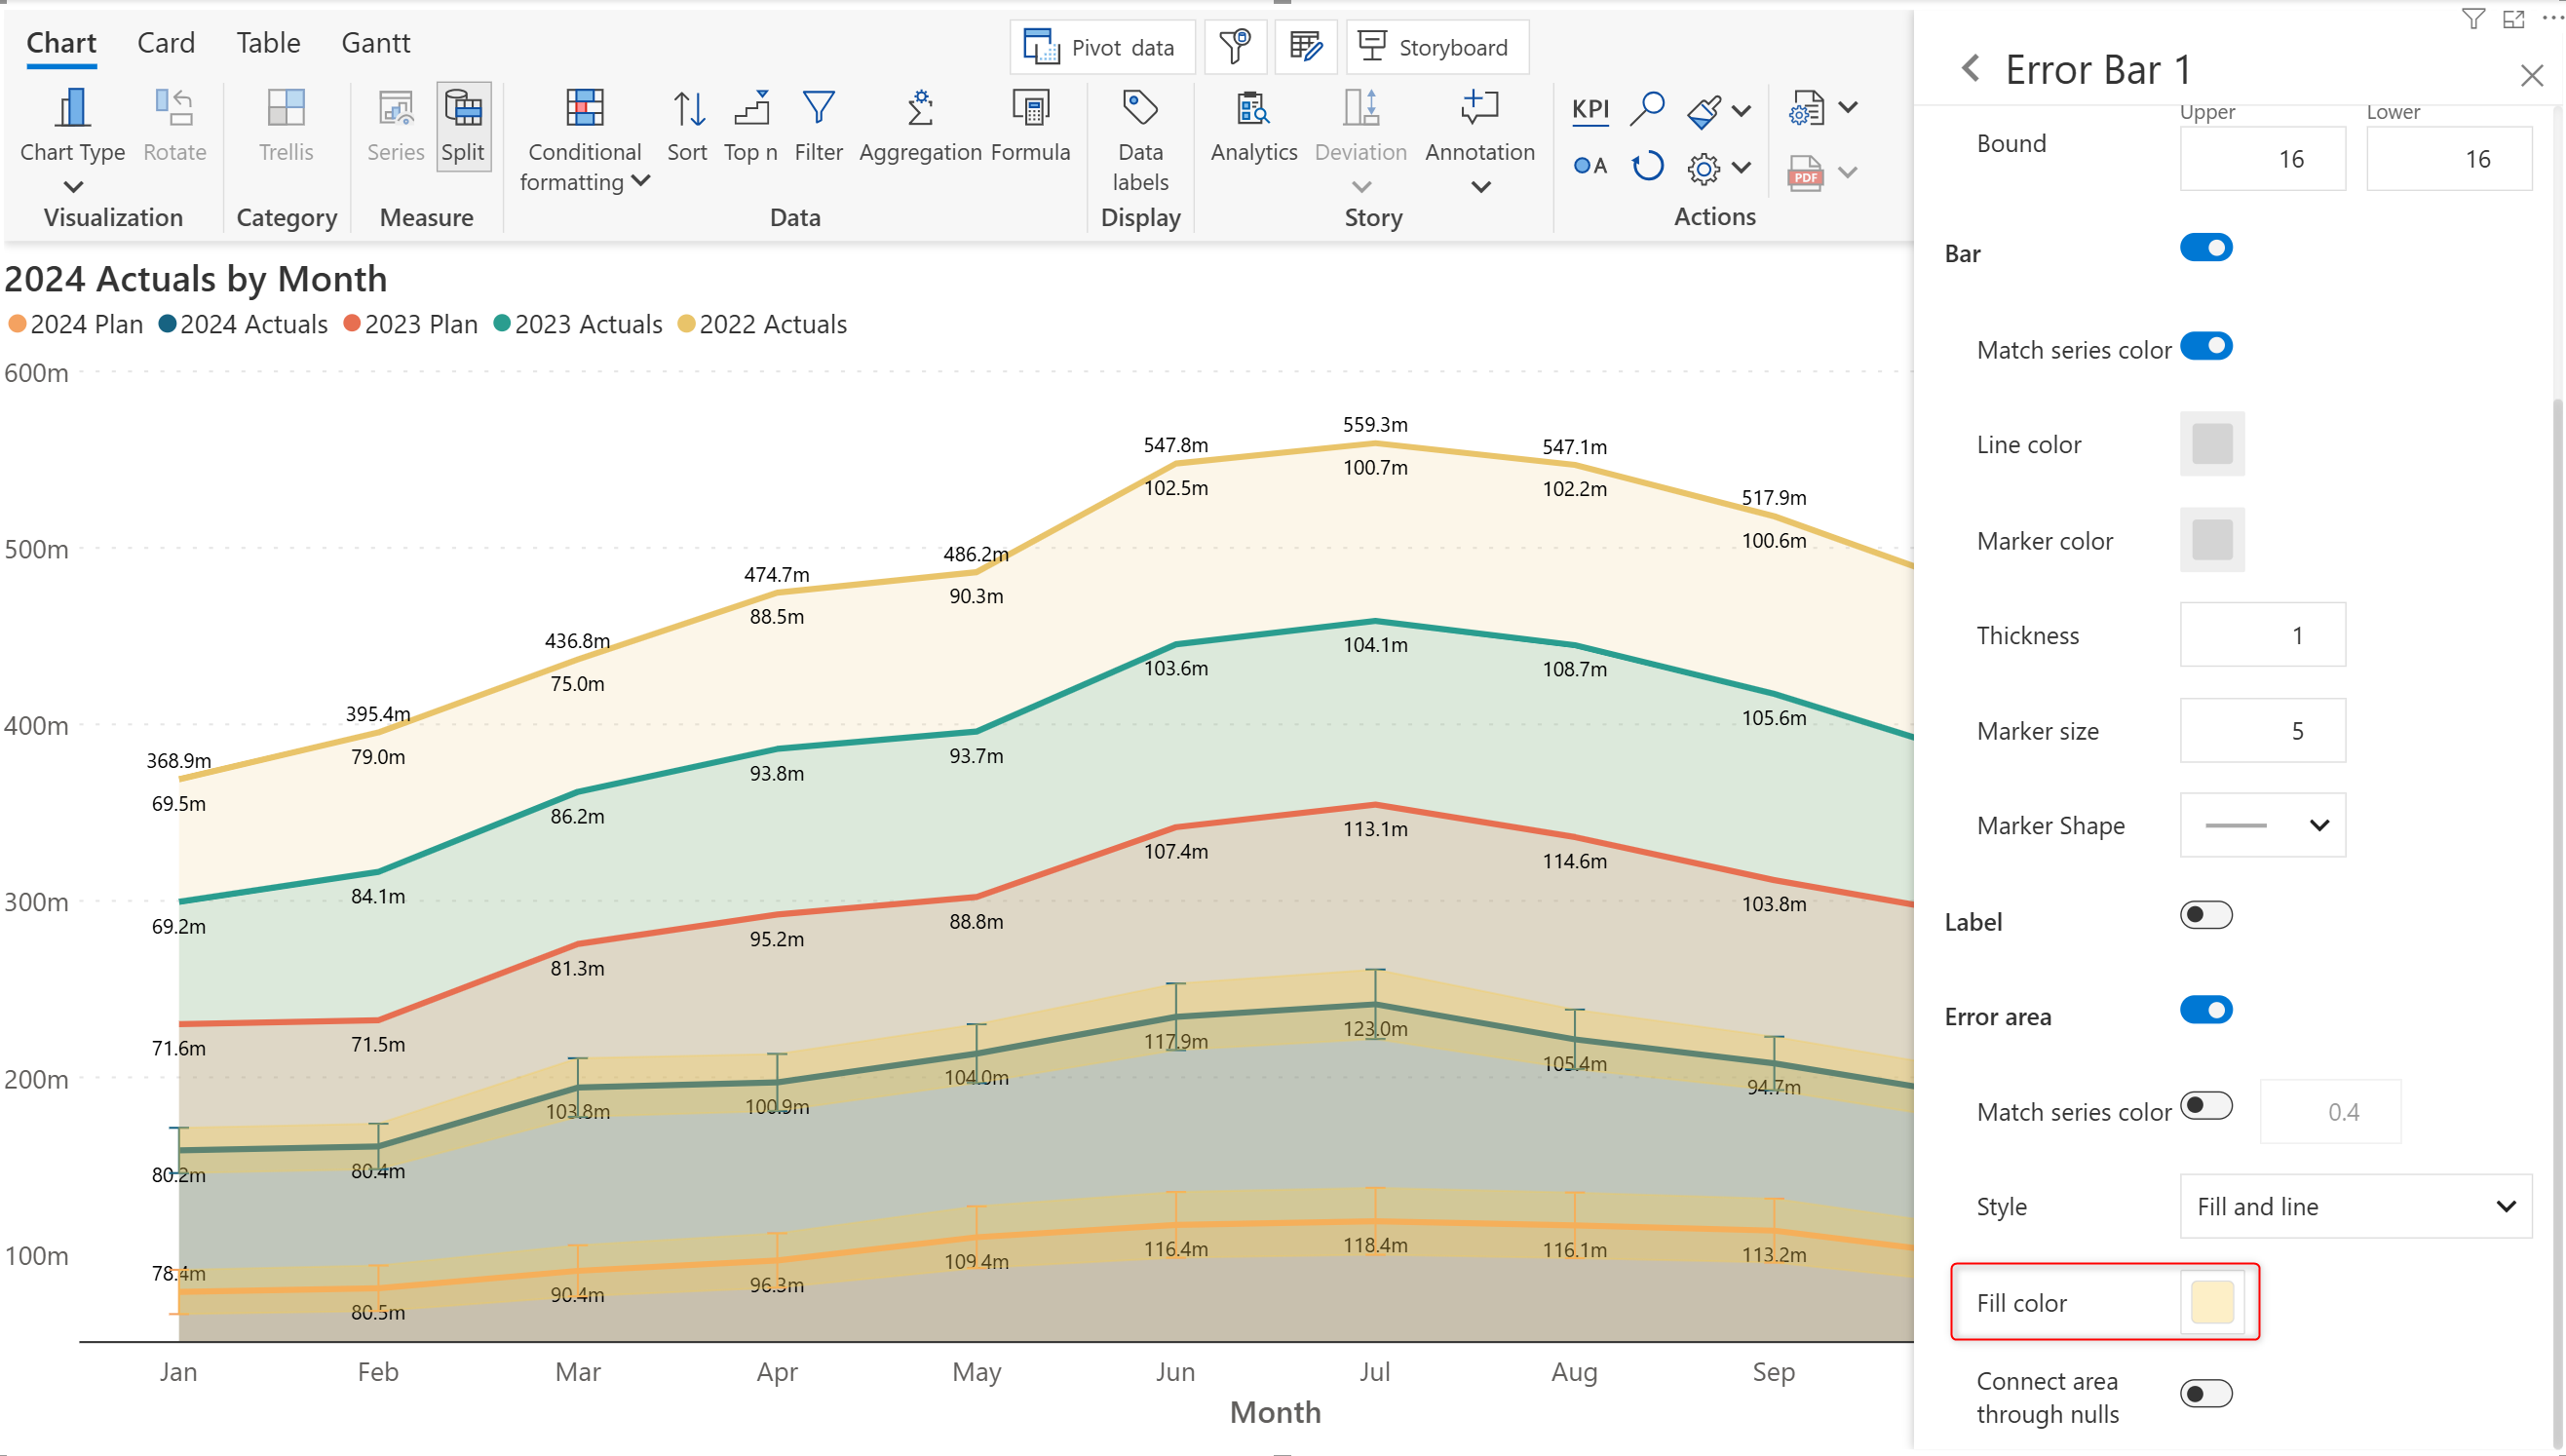 Chart Card Table Gantt
Pivot data
Storyboard
Chart Type
Rotate
Trellis
Series
Split
Conditional
formatting
Sort
Top n
Filter
Aggregation
Formula
Data
labels
Analytics
Deviation
Annotation
KPI
A
PDF
Visualization
Category
Measure
Data
Display
Story
Actions
2024 Actuals by Month
2024 Plan 2024 Actuals 2023 Plan 2023 Actuals 2022 Actuals
600m
500m
400m
300m
200m
100m
368.9m
395.4m
436.8m
474.7m
486.2m
547.8m
559.3m
547.1m
517.9m
69.5m
79.0m
75.0m
88.5m
90.3m
102.5m
100.7m
102.2m
100.6m
69.2m
84.1m
86.2m
93.8m
93.7m
103.6m
104.1m
108.7m
105.6m
71.6m
71.5m
81.3m
95.2m
88.8m
107.4m
113.1m
114.6m
103.8m
80.2m
80.4m
103.8m
100.9m
104.0m
117.9m
123.0m
105.4m
94.7m
78.4m
80.5m
90.4m
96.3m
109.4m
116.4m
118.4m
116.1m
113.2m
Jan Feb Mar Apr May Jun Jul Aug Sep
Month
Error Bar 1
Upper Lower
Bound 16 16
Bar
Match series color
Line color
Marker color
Thickness 1
Marker size 5
Marker Shape
Label
Error area
Match series color 0.4
Style Fill and line
Fill color
Connect area
through nulls